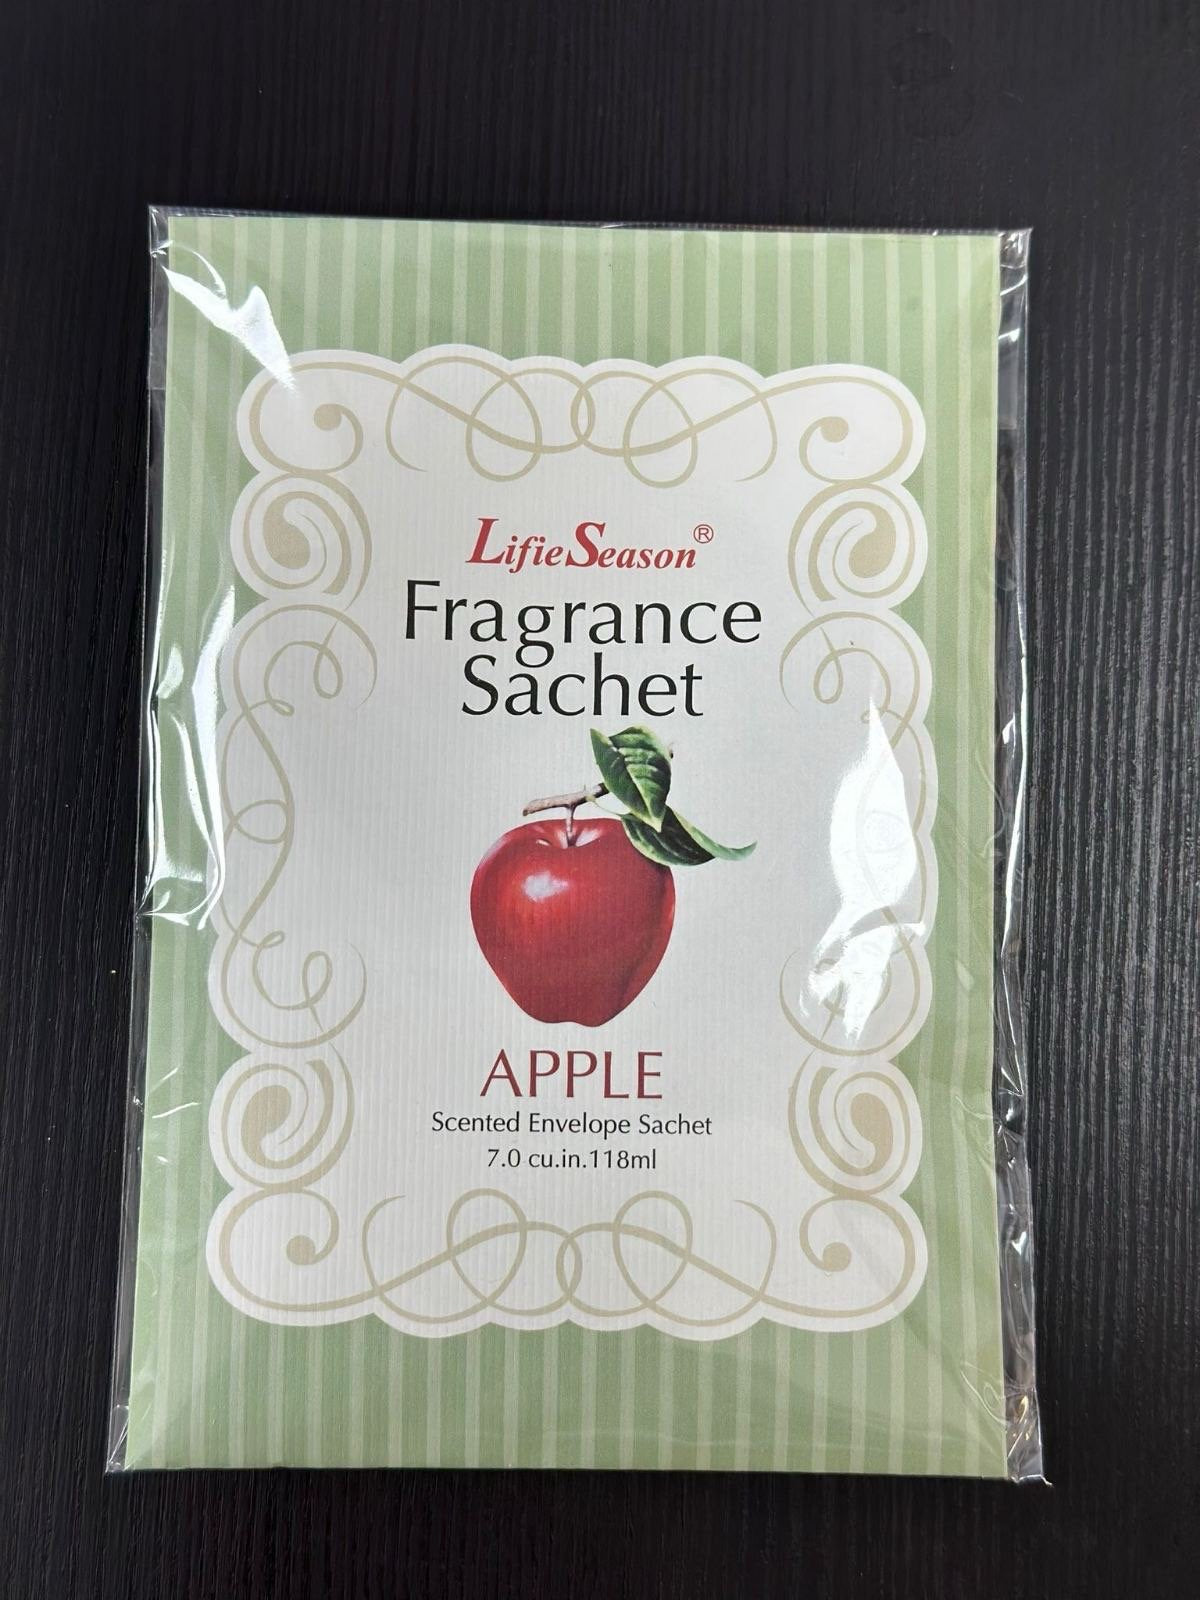 LifieSeason®
Fragrance
Sachet
APPLE
Scented Envelope Sachet
7.0 cu.in.118ml